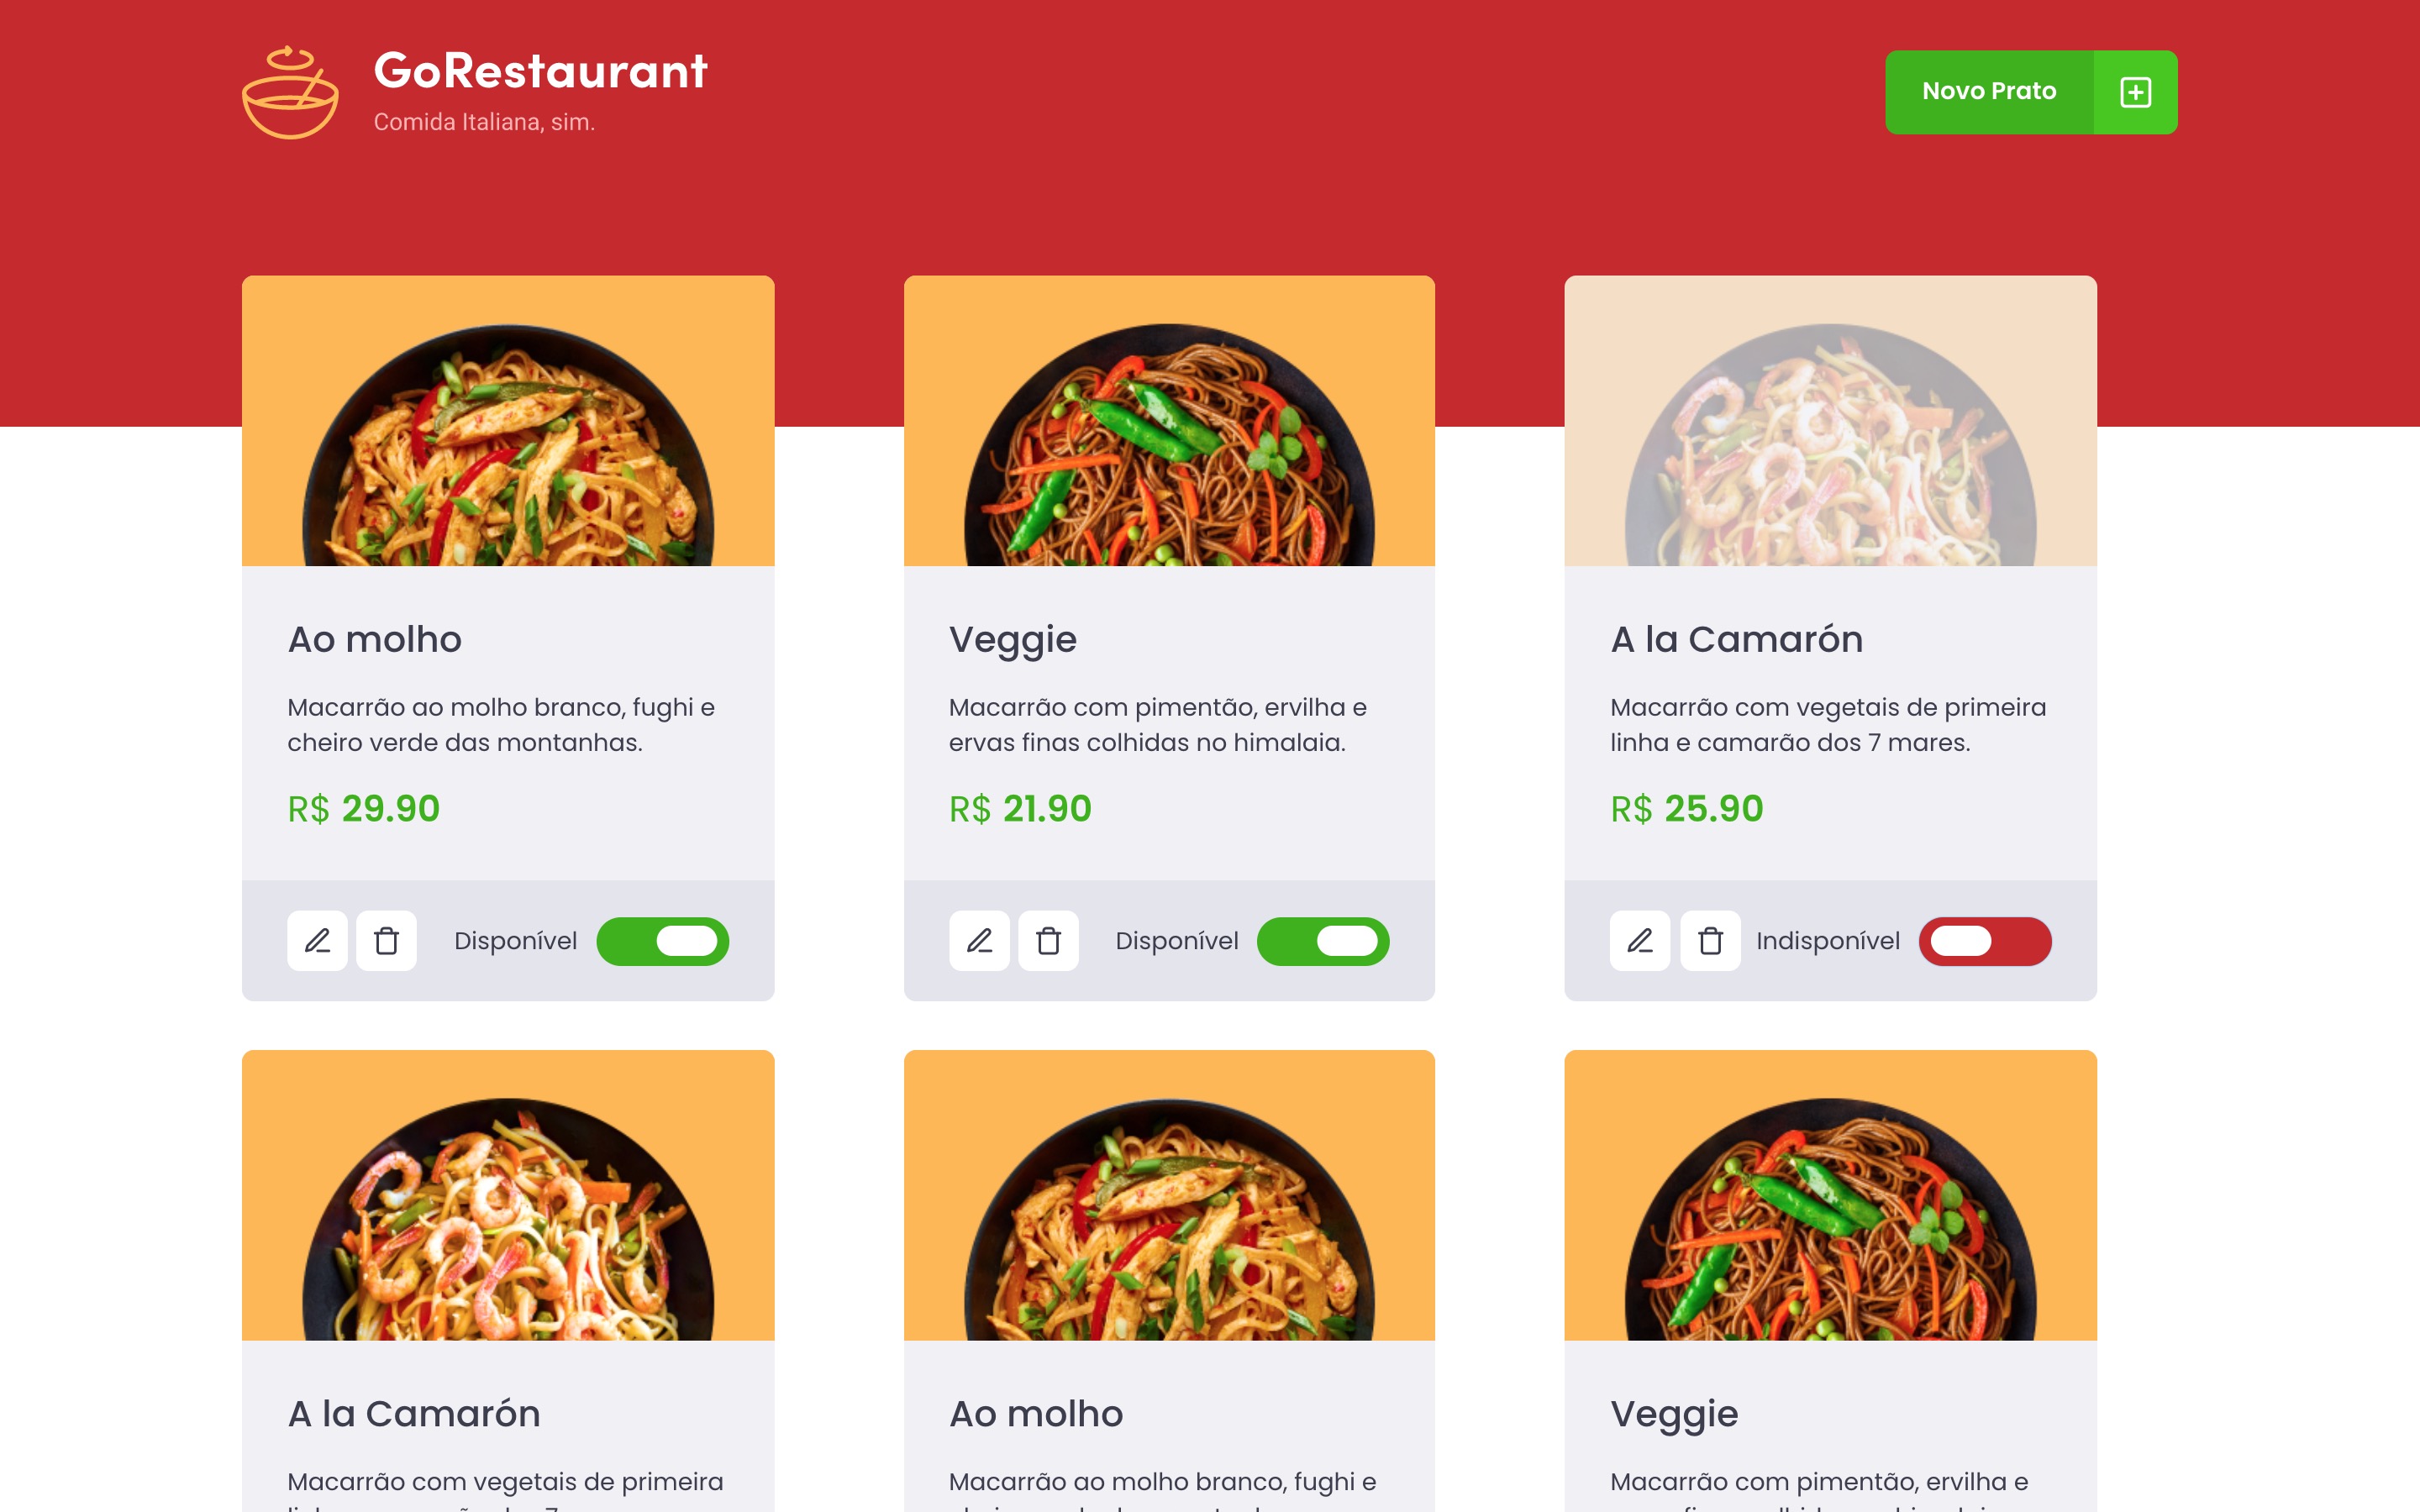 GoRestaurant
Comida Italiana, sim.
Novo Prato
Ao molho
Macarrão ao molho branco, fughi e
cheiro verde das montanhas.
R$ 29.90
Disponível
Veggie
Macarrão com pimentão, ervilha e
ervas finas colhidas no himalaia.
R$ 21.90
Disponível
A la Camarón
Macarrão com vegetais de primeira
linha e camarão dos 7 mares.
R$ 25.90
Indisponível
A la Camarón
Macarrão com vegetais de primeira
Ao molho
Macarrão ao molho branco, fughi e
Veggie
Macarrão com pimentão, ervilha e